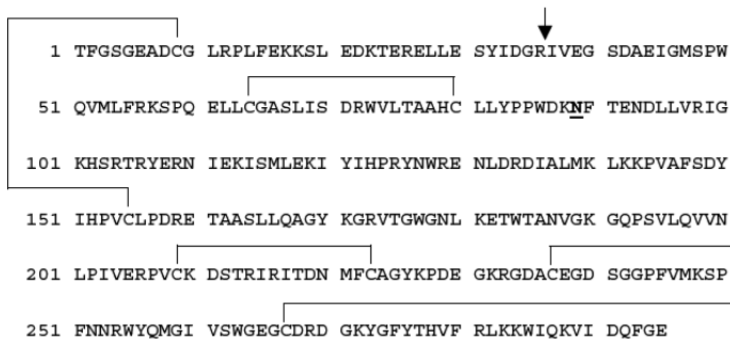 1 TFGSGEADCG LRPLFEKKSL EDKTERELLE SYIDGRIVEG SDAEIGMSPW
51 QVMLFRKSPQ ELLCGASLIS DRWVLTAAHC LLYPPWDKNF TENDLLVRIG
101 KHSRTRYERN IEKISMLEKI YIHPRYNWRE NLDRDIALMK LKKPVAFSDY
151 IHPVCLPDRE TAASLLQAGY KGRVTGWGNL KETWTANVGK GQPSVLQVVN
201 LPIVERPVCK DSTRIRITDN MFCAGYKPDE GKRGDACEGD SGGPFVMKSP
251 FNNRWYQMGI VSWGEGCDRD GKYGFYTHVF RLKKWIQKVI DQFGE